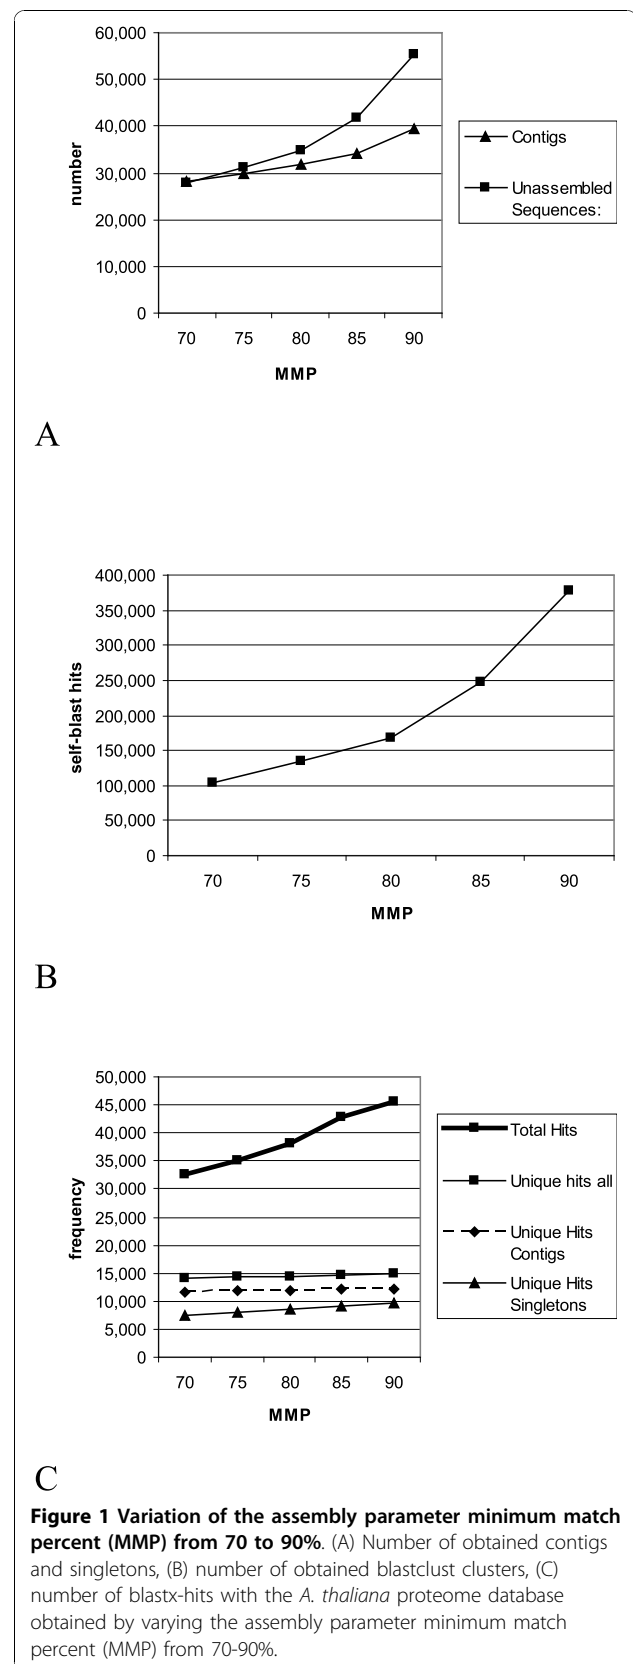 60,000
50,000
40,000
30,000
20,000
10,000
0
number
70 75 80 85 90
MMP
Contigs
Unassembled
Sequences:
A
400,000
350,000
300,000
250,000
200,000
150,000
100,000
50,000
0
self-blast hits
70 75 80 85 90
MMP
B
50,000
45,000
40,000
35,000
30,000
25,000
20,000
15,000
10,000
5,000
0
frequency
70 75 80 85 90
MMP
Total Hits
Unique hits all
Unique Hits
Contigs
Unique Hits
Singletons
C
Figure 1 Variation of the assembly parameter minimum match
percent (MMP) from 70 to 90%. (A) Number of obtained contigs
and singletons, (B) number of obtained blastclust clusters, (C)
number of blastx-hits with the A. thaliana proteome database
obtained by varying the assembly parameter minimum match
percent (MMP) from 70-90%.